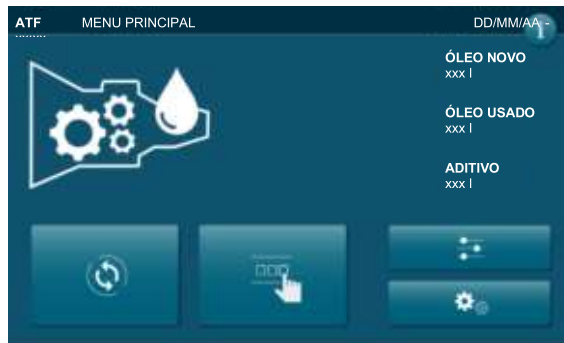 ATF MENU PRINCIPAL DD/MM/AA -
ÓLEO NOVO
xxx l
ÓLEO USADO
xxx l
ADITIVO
xxx l